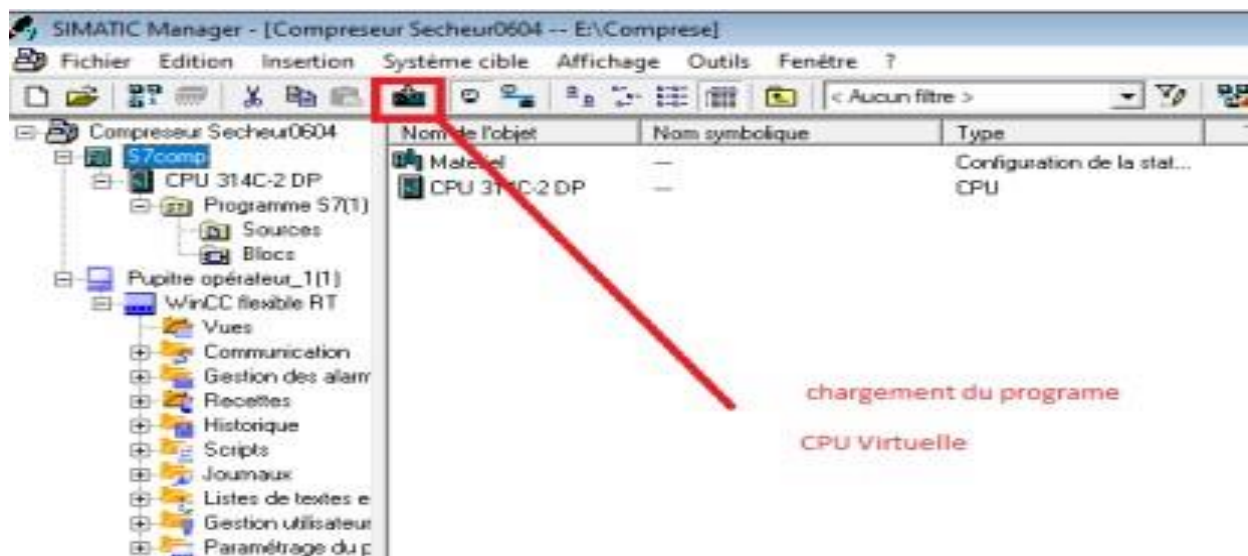 SIMATIC Manager - [Compreseur Secheur0604 -- E:\Comprese]
Fichier Edition Insertion Système cible Affichage Outils Fenêtre ?
< Aucun filtre >
Compreseur Secheur0604
S7comp
CPU 314C-2 DP
Programme S7(1)
Sources
Blocs
Pupitre opérateur_1(1)
WinCC flexible RT
Vues
Communication
Gestion des alarm
Recettes
Historique
Scripts
Journaux
Listes de textes e
Gestion utilisateur
Paramétrage du p
Nom de l'objet Nom symbolique Type
Matériel --- Configuration de la stat...
CPU 314C-2 DP --- CPU
chargement du programe
CPU Virtuelle